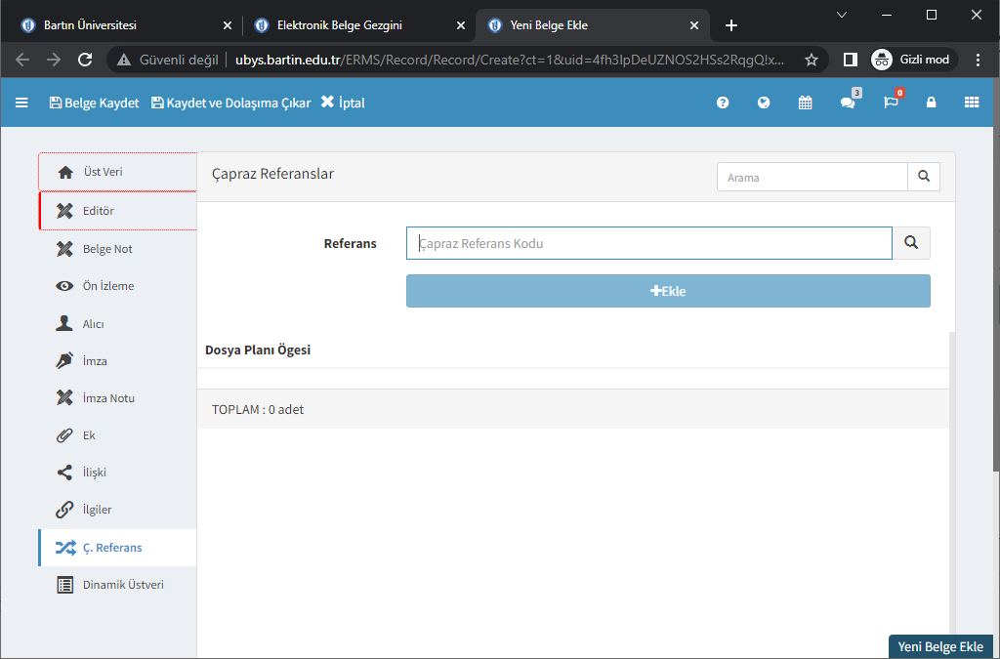 Bartın Üniversitesi
Elektronik Belge Gezgini
Yeni Belge Ekle
Güvenli değil
ubys.bartin.edu.tr/ERMS/Record/Record/Create?ct=1&uid=4fh3IpDeUZNOS2HSs2RqgQ!x...
Gizli mod
Belge Kaydet
Kaydet ve Dolaşıma Çıkar
İptal
3
0
Üst Veri
Editör
Belge Not
Ön İzleme
Alıcı
İmza
İmza Notu
Ek
İlişki
İlgiler
Ç. Referans
Dinamik Üstveri
Çapraz Referanslar
Arama
Referans
Çapraz Referans Kodu
Ekle
Dosya Planı Ögesi
TOPLAM : 0 adet
Yeni Belge Ekle